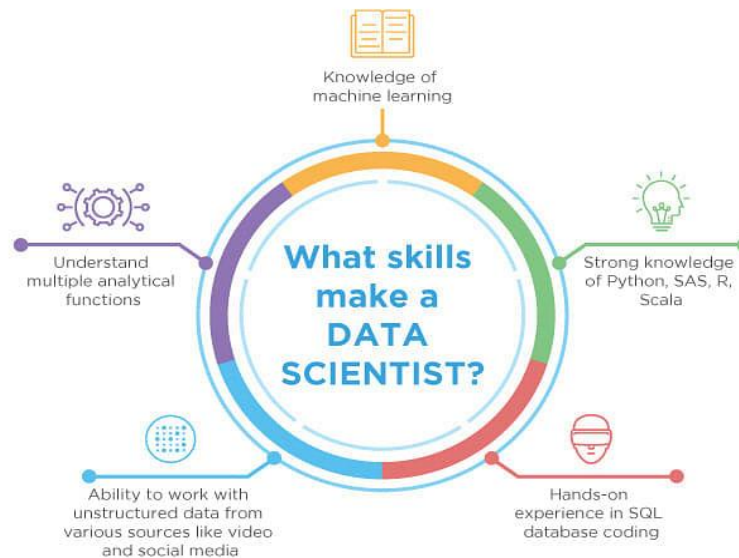 Knowledge of
machine learning
Understand
multiple analytical
functions
What skills
make a
DATA
SCIENTIST?
Strong knowledge
of Python, SAS, R,
Scala
Ability to work with
unstructured data from
various sources like video
and social media
Hands-on
experience in SQL
database coding